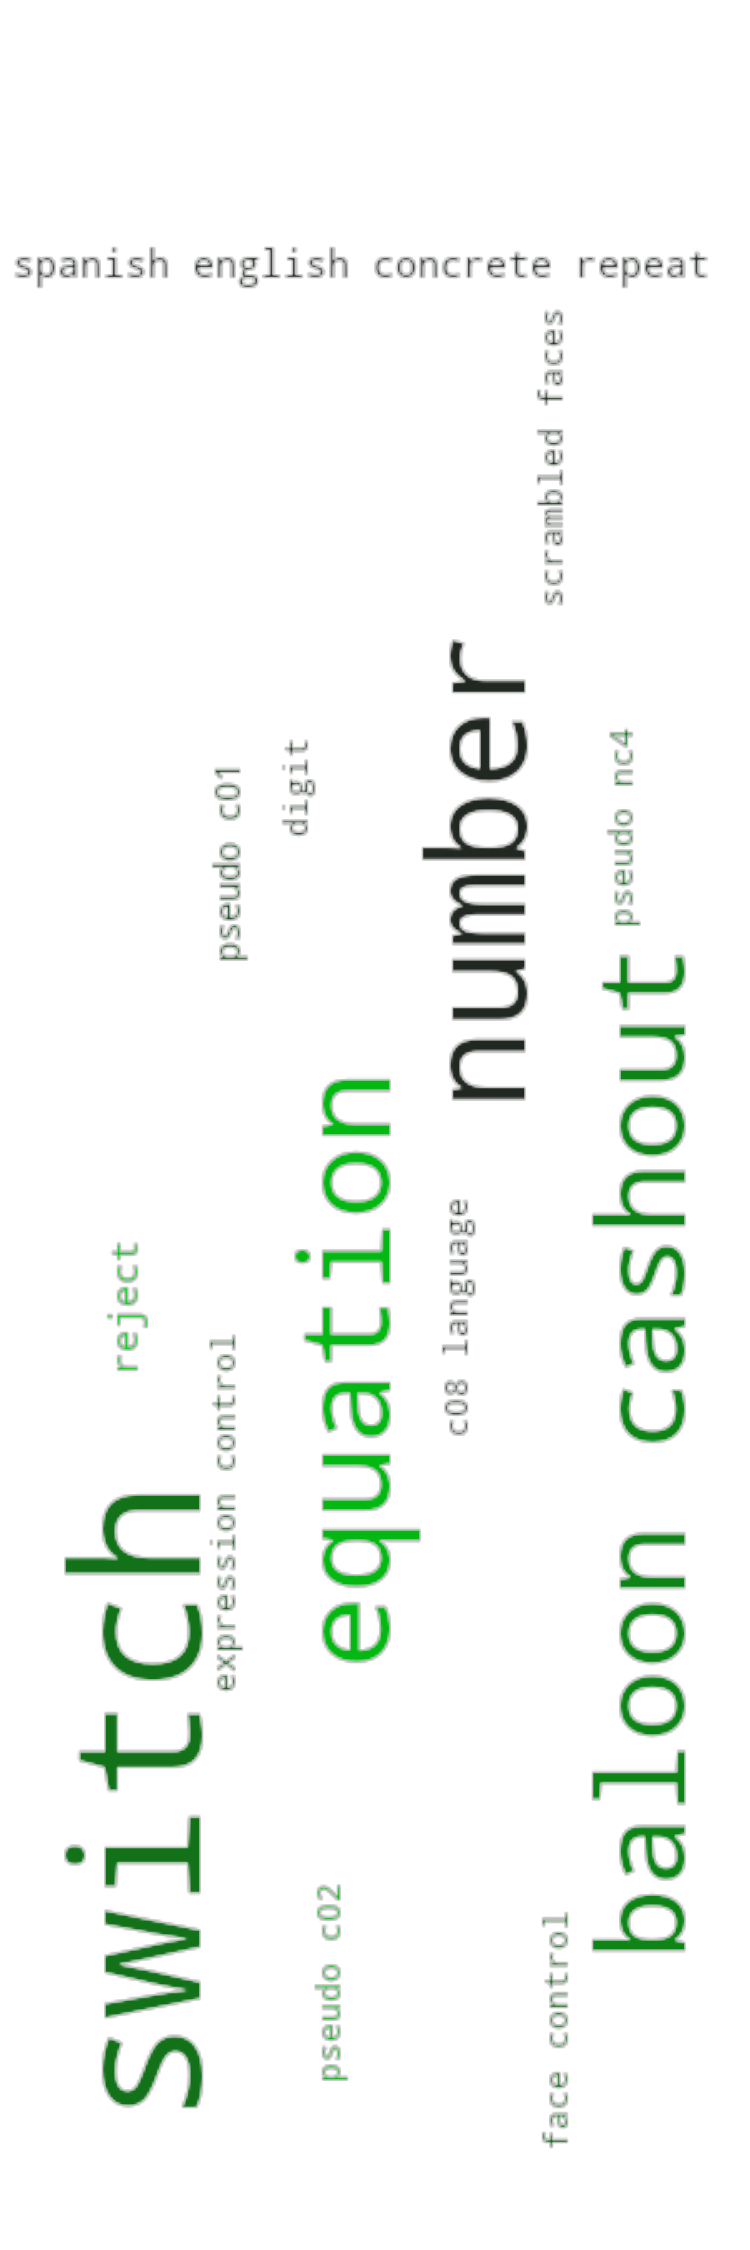 spanish english concrete repeat
scrambled faces
number
pseudo nc4
digit
pseudo c01
baloon cashout
equation
c08 language
reject
expression control
switch
pseudo c02
face control